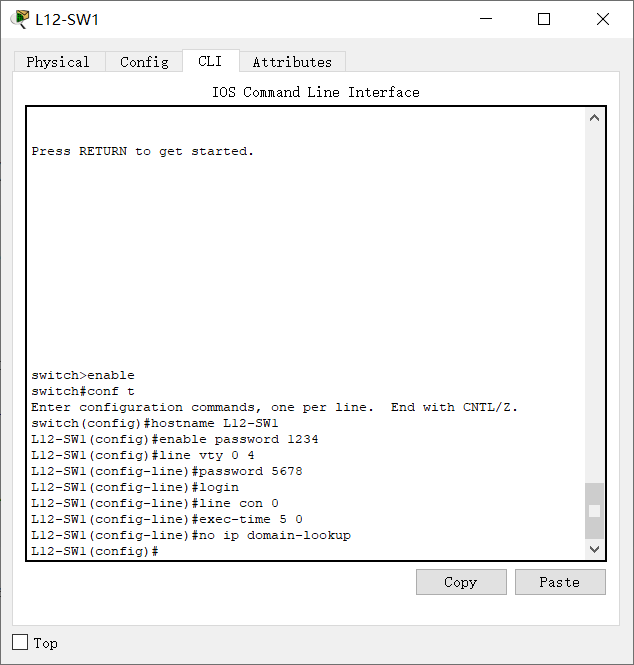 L12-SW1
Physical Config CLI Attributes
IOS Command Line Interface
Press RETURN to get started.
switch>enable
switch#conf t
Enter configuration commands, one per line.  End with CNTL/Z.
switch(config)#hostname L12-SW1
L12-SW1(config)#enable password 1234
L12-SW1(config)#line vty 0 4
L12-SW1(config-line)#password 5678
L12-SW1(config-line)#login
L12-SW1(config-line)#line con 0
L12-SW1(config-line)#exec-time 5 0
L12-SW1(config-line)#no ip domain-lookup
L12-SW1(config)#
Copy Paste
Top